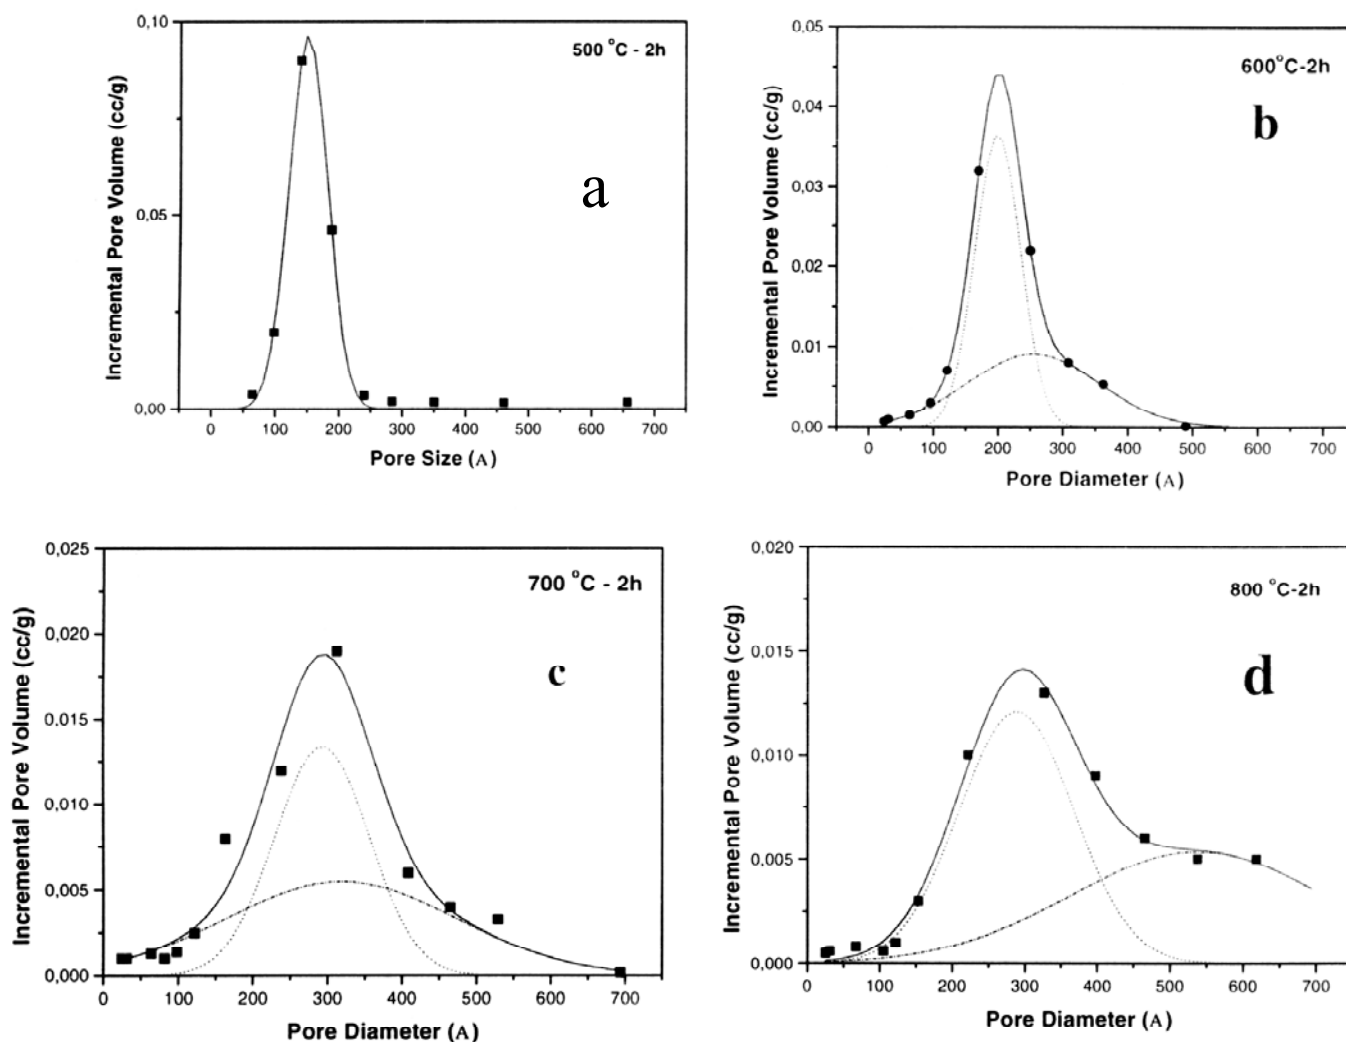 0,10
0,05
0,00
Incremental Pore Volume (cc/g)
500 °C - 2h
a
0 100 200 300 400 500 600 700
Pore Size (A)
0,05
0,04
0,03
0,02
0,01
0,00
Incremental Pore Volume (cc/g)
600°C-2h
b
0 100 200 300 400 500 600 700
Pore Diameter (A)
0,025
0,020
0,015
0,010
0,005
0,000
Incremental Pore Volume (cc/g)
700 °C - 2h
c
0 100 200 300 400 500 600 700
Pore Diameter (A)
0,020
0,015
0,010
0,005
0,000
Incremental Pore Volume (cc/g)
800 °C-2h
d
0 100 200 300 400 500 600 700
Pore Diameter (A)